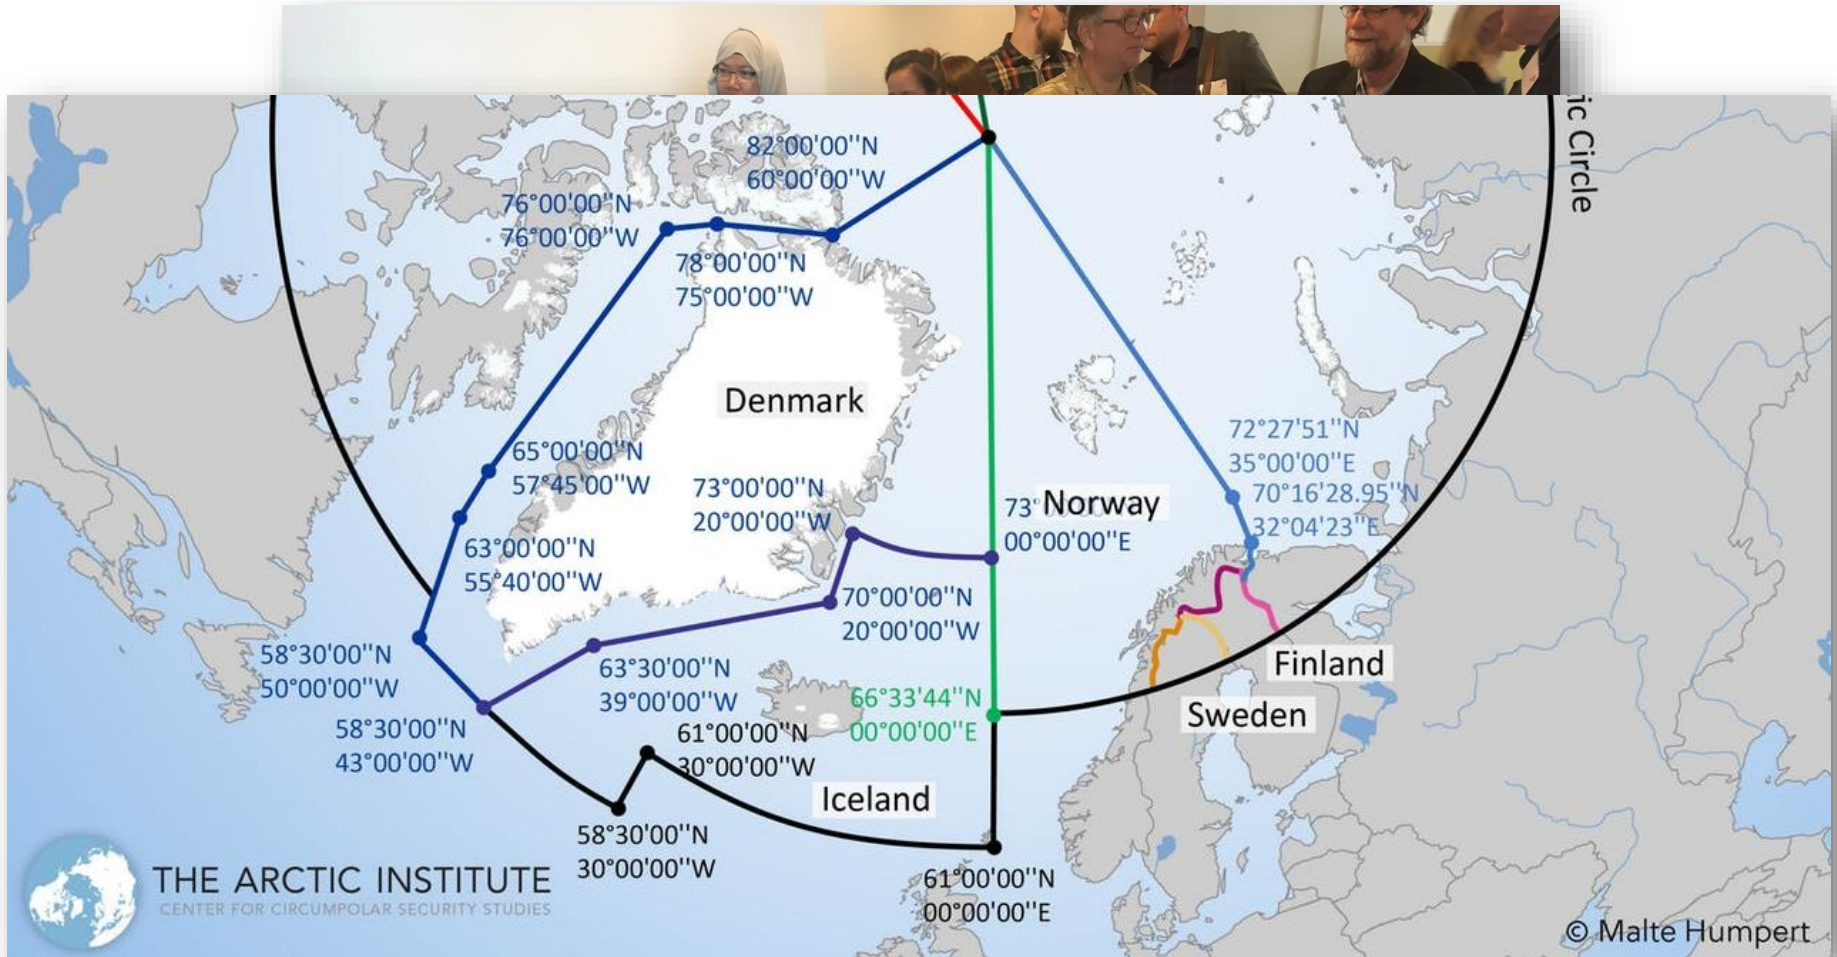 ic Circle
82°00'00''N
60°00'00''W
76°00'00''N
76°00'00''W
78°00'00''N
75°00'00''W
Denmark
72°27'51''N
35°00'00''E
65°00'00''N
57°45'00''W
73°00'00''N
20°00'00''W
70°16'28.95''N
32°04'23''E
73°
Norway
00°00'00''E
63°00'00''N
55°40'00''W
70°00'00''N
20°00'00''W
58°30'00''N
50°00'00''W
63°30'00''N
39°00'00''W
66°33'44''N
00°00'00''E
Finland
Sweden
58°30'00''N
43°00'00''W
61°00'00''N
30°00'00''W
Iceland
58°30'00''N
30°00'00''W
61°00'00''N
00°00'00''E
THE ARCTIC INSTITUTE
CENTER FOR CIRCUMPOLAR SECURITY STUDIES
© Malte Humpert